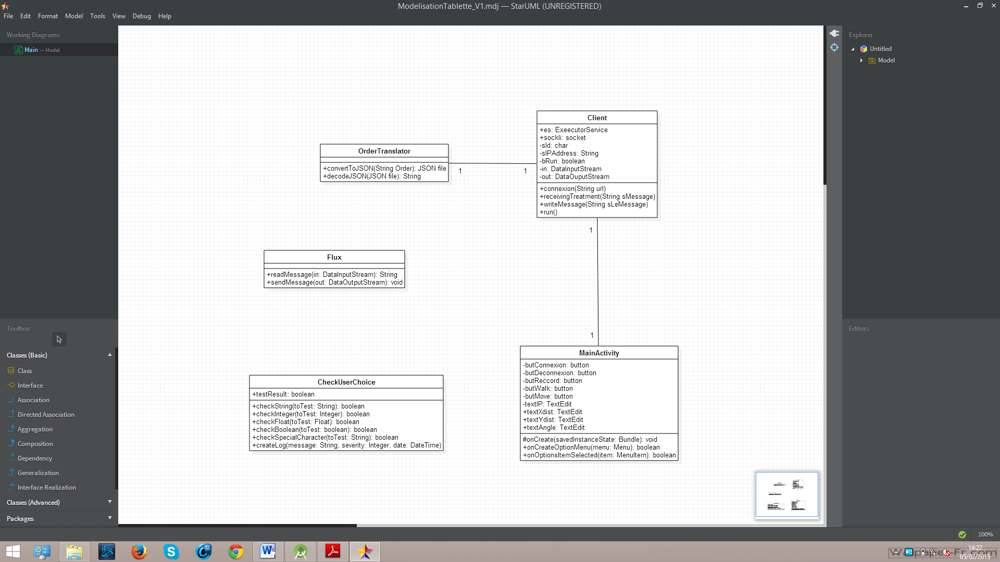 ModelisationTablette_V1.mdj — StarUML (UNREGISTERED)
File Edit Format Model Tools View Debug Help
Working Diagrams
Main — Model
Toolbox
Classes (Basic)
Class
Interface
Association
Directed Association
Aggregation
Composition
Dependency
Generalization
Interface Realization
Classes (Advanced)
Packages
OrderTranslator
+convertToJSON(String Order): JSON file
+decodeJSON(JSON file): String
1
1
Client
+es: ExeecutorService
+sockli: socket
-sId: char
-sIPAddress: String
-bRun: boolean
-in: DataInputStream
-out: DataOuputStream
+connexion(String url)
+receivingTreatment(String sMessage)
+writeMessage(String sLeMessage)
+run()
1
1
Flux
+readMessage(in: DataInputStream): String
+sendMessage(out: DataOutputStream): void
CheckUserChoice
+testResult: boolean
+checkString(toTest: String): boolean
+checkInteger(toTest: Integer): boolean
+checkFloat(toTest: Float): boolean
+checkBoolean(toTest: boolean): boolean
+checkSpecialCharacter(toTest: String): boolean
+createLog(message: String, severity: Integer, date: DateTime)
MainActivity
-butConnexion: button
-butDeconnexion: button
-butReccord: button
-butWalk: button
-butMove: button
-textIP: TextEdit
+textXdist: TextEdit
+textYdist: TextEdit
+textAngle: TextEdit
#onCreate(savedInstanceState: Bundle): void
+onCreateOptionMenu(menu: Menu): boolean
+onOptionsItemSelected(item: MenuItem): boolean
Explorer
Untitled
Model
Editors
100%
14:22
05/02/2015